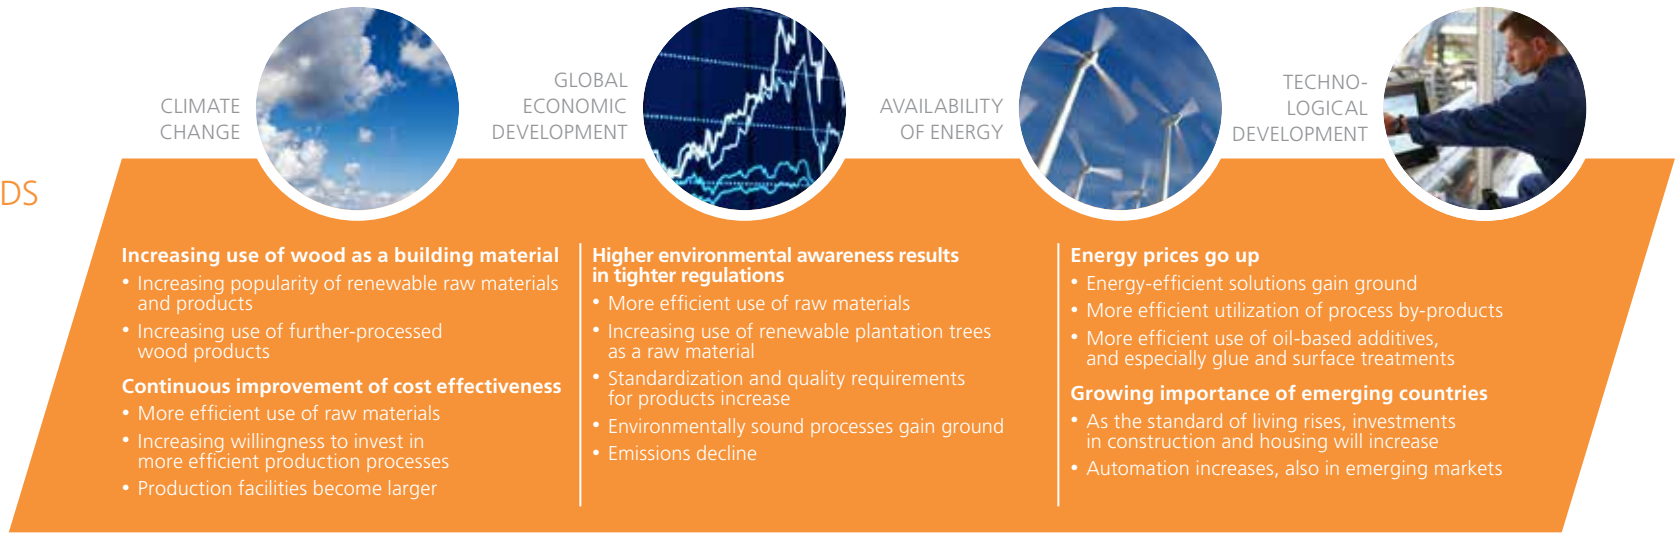 CLIMATE
CHANGE
GLOBAL
ECONOMIC
DEVELOPMENT
AVAILABILITY
OF ENERGY
TECHNO-
LOGICAL
DEVELOPMENT
DS
Increasing use of wood as a building material
• Increasing popularity of renewable raw materials
and products
• Increasing use of further-processed
wood products
Continuous improvement of cost effectiveness
• More efficient use of raw materials
• Increasing willingness to invest in
more efficient production processes
• Production facilities become larger
Higher environmental awareness results
in tighter regulations
• More efficient use of raw materials
• Increasing use of renewable plantation trees
as a raw material
• Standardization and quality requirements
for products increase
• Environmentally sound processes gain ground
• Emissions decline
Energy prices go up
• Energy-efficient solutions gain ground
• More efficient utilization of process by-products
• More efficient use of oil-based additives,
and especially glue and surface treatments
Growing importance of emerging countries
• As the standard of living rises, investments
in construction and housing will increase
• Automation increases, also in emerging markets